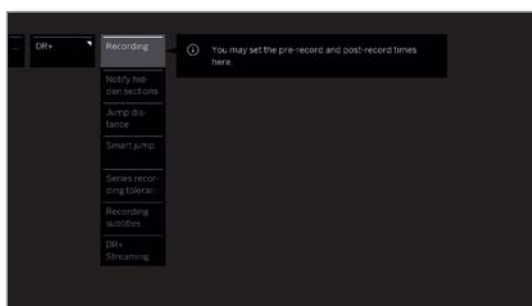 ...
DR+
Recording
You may set the pre-record and post-record times
here.
Notify hid-
den sections
Jump dis-
tance
Smart jump
Series recor-
ding toleran.
Recording
subtitles
DR+
Streaming